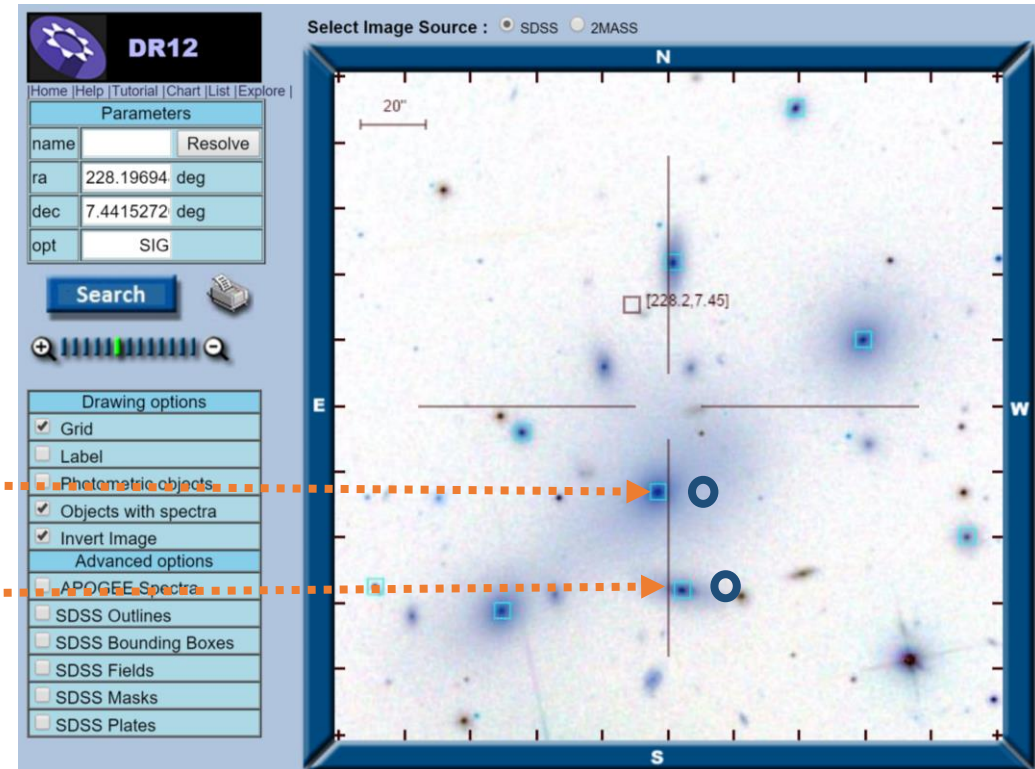 DR12
|Home |Help |Tutorial |Chart |List |Explore |
Parameters
name Resolve
ra 228.19694 deg
dec 7.4415272 deg
opt SIG
Search
Drawing options
Grid
Label
Photometric objects
Objects with spectra
Invert Image
Advanced options
APOGEE Spectra
SDSS Outlines
SDSS Bounding Boxes
SDSS Fields
SDSS Masks
SDSS Plates
Select Image Source : SDSS 2MASS
N
20"
[228.2,7.45]
E
W
S